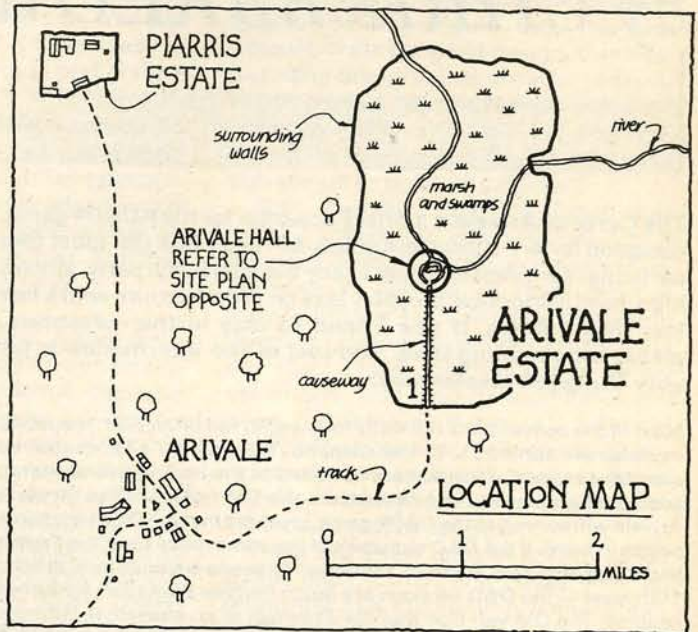 PIARRIS
ESTATE
surrounding
walls
river
marsh
and swamps
ARIVALE HALL
REFER TO
SITE PLAN
OPPOSITE
ARIVALE
ESTATE
causeway
1
ARIVALE
track
LOCATION MAP
0 1 2
MILES